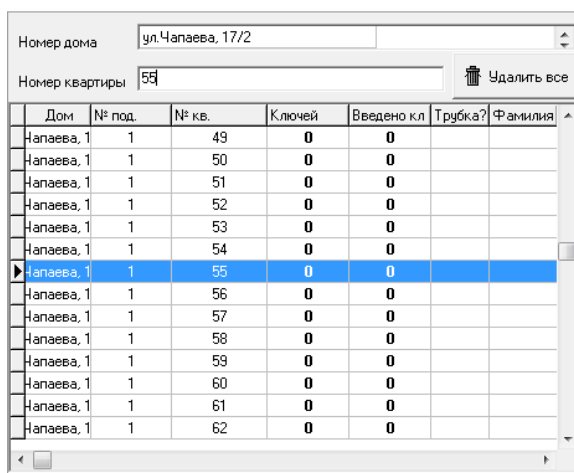 Номер дома ул.Чапаева, 17/2
Номер квартиры 55 Удалить все
Дом № под. № кв. Ключей Введено кл Трубка? Фамилия
Чапаева, 1 1 49 0 0
Чапаева, 1 1 50 0 0
Чапаева, 1 1 51 0 0
Чапаева, 1 1 52 0 0
Чапаева, 1 1 53 0 0
Чапаева, 1 1 54 0 0
Чапаева, 1 1 55 0 0
Чапаева, 1 1 56 0 0
Чапаева, 1 1 57 0 0
Чапаева, 1 1 58 0 0
Чапаева, 1 1 59 0 0
Чапаева, 1 1 60 0 0
Чапаева, 1 1 61 0 0
Чапаева, 1 1 62 0 0